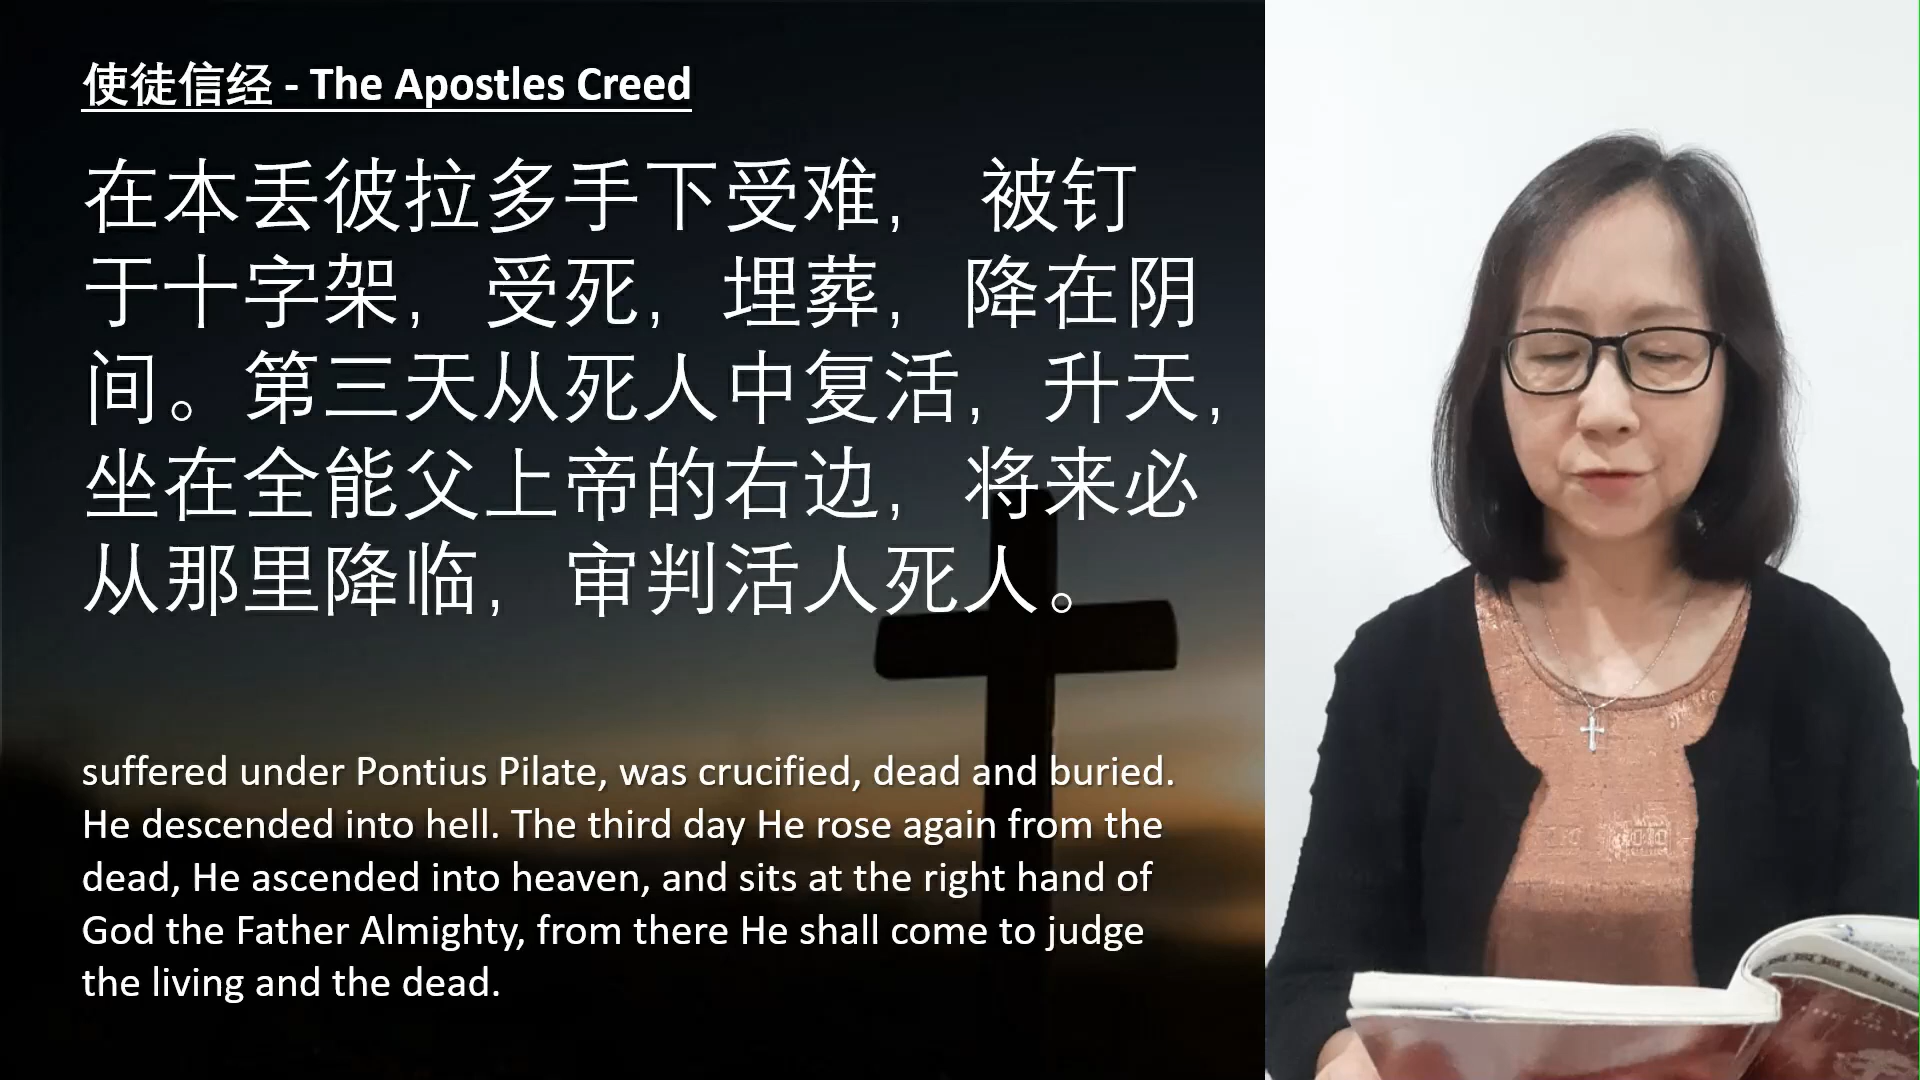 使徒信经 - The Apostles Creed
在本丢彼拉多手下受难， 被钉
于十字架，受死，埋葬，降在阴
间。第三天从死人中复活，升天，
坐在全能父上帝的右边，将来必
从那里降临，审判活人死人。
suffered under Pontius Pilate, was crucified, dead and buried.
He descended into hell. The third day He rose again from the
dead, He ascended into heaven, and sits at the right hand of
God the Father Almighty, from there He shall come to judge
the living and the dead.